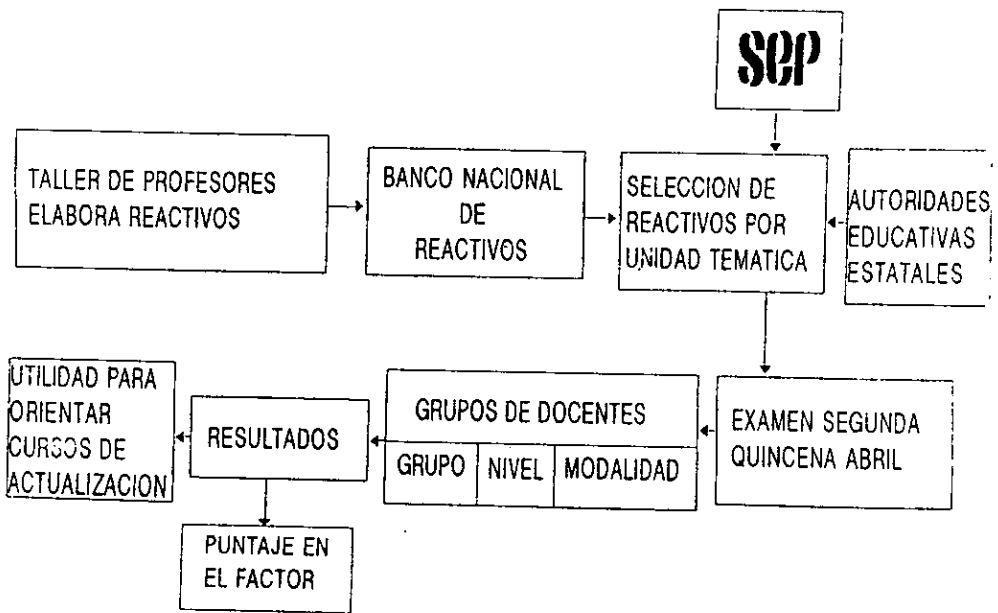 sep
TALLER DE PROFESORES
ELABORA REACTIVOS
BANCO NACIONAL
DE
REACTIVOS
SELECCION DE
REACTIVOS POR
UNIDAD TEMATICA
AUTORIDADES
EDUCATIVAS
ESTATALES
UTILIDAD PARA
ORIENTAR
CURSOS DE
ACTUALIZACION
RESULTADOS
GRUPOS DE DOCENTES
GRUPO NIVEL MODALIDAD
EXAMEN SEGUNDA
QUINCENA ABRIL
PUNTAJE EN
EL FACTOR